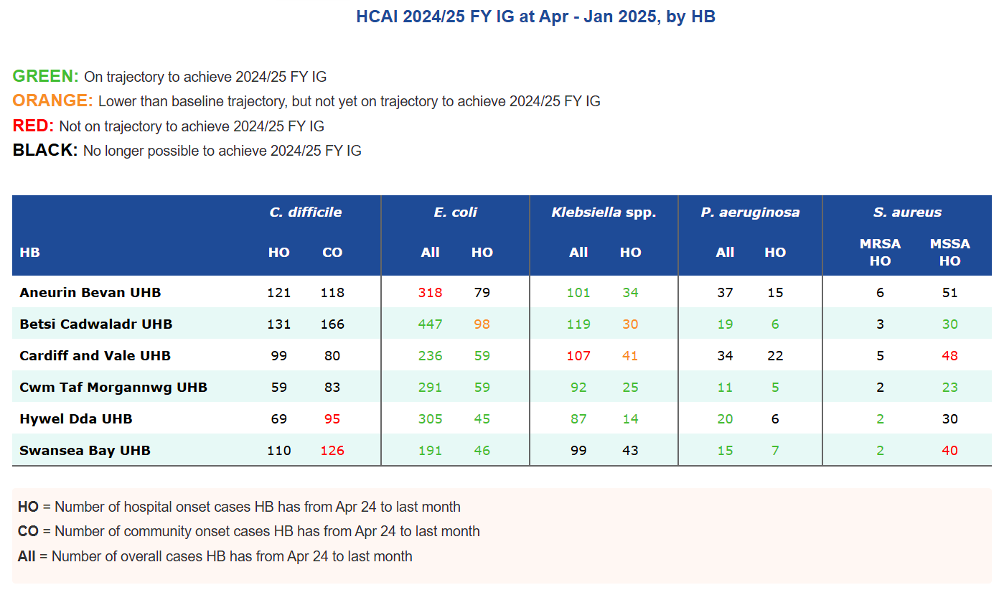 HCAI 2024/25 FY IG at Apr - Jan 2025, by HB
GREEN: On trajectory to achieve 2024/25 FY IG
ORANGE: Lower than baseline trajectory, but not yet on trajectory to achieve 2024/25 FY IG
RED: Not on trajectory to achieve 2024/25 FY IG
BLACK: No longer possible to achieve 2024/25 FY IG
C. difficile E. coli Klebsiella spp. P. aeruginosa S. aureus
HB HO CO All HO All HO All HO MRSA HO MSSA HO
Aneurin Bevan UHB 121 118 318 79 101 34 37 15 6 51
Betsi Cadwaladr UHB 131 166 447 98 119 30 19 6 3 30
Cardiff and Vale UHB 99 80 236 59 107 41 34 22 5 48
Cwm Taf Morgannwg UHB 59 83 291 59 92 25 11 5 2 23
Hywel Dda UHB 69 95 305 45 87 14 20 6 2 30
Swansea Bay UHB 110 126 191 46 99 43 15 7 2 40
HO = Number of hospital onset cases HB has from Apr 24 to last month
CO = Number of community onset cases HB has from Apr 24 to last month
All = Number of overall cases HB has from Apr 24 to last month